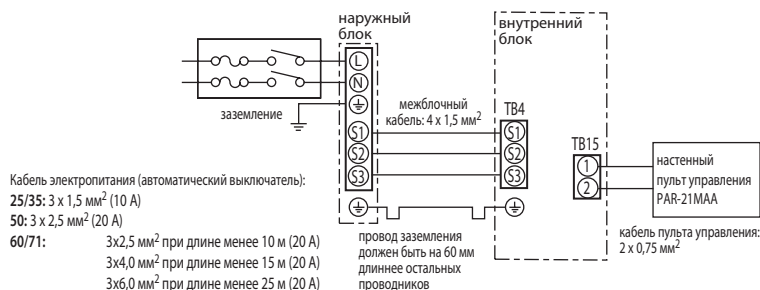 наружный
блок
внутренний
блок
L
N
заземление
межблочный
кабель: 4 x 1,5 мм²
TB4
S1
S2
S3
S1
S2
S3
TB15
1
2
настенный
пульт управления
PAR-21MAA
кабель пульта управления:
2 x 0,75 мм²
провод заземления
должен быть на 60 мм
длиннее остальных
проводников
Кабель электропитания (автоматический выключатель):
25/35: 3 x 1,5 мм² (10 А)
50: 3 x 2,5 мм² (20 А)
60/71: 3x2,5 мм² при длине менее 10 м (20 А)
3x4,0 мм² при длине менее 15 м (20 А)
3x6,0 мм² при длине менее 25 м (20 А)